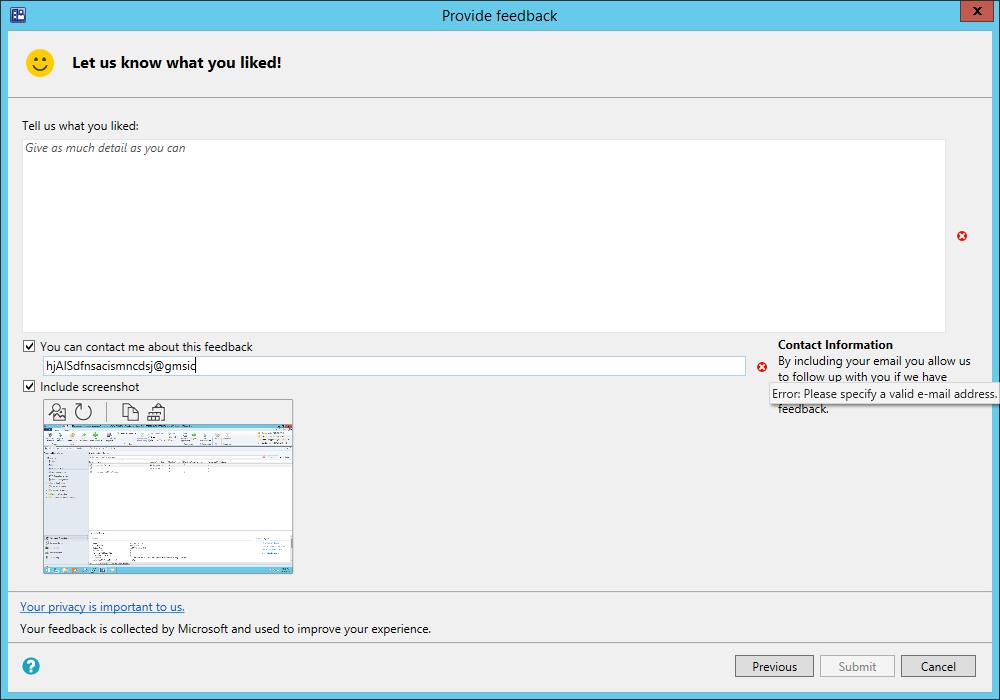 Provide feedback
x
Let us know what you liked!
Tell us what you liked:
Give as much detail as you can
You can contact me about this feedback
hjAlSdfnsacismncdsj@gmsic
Include screenshot
Contact Information
By including your email you allow us
to follow up with you if we have
Error: Please specify a valid e-mail address.
feedback.
Your privacy is important to us.
Your feedback is collected by Microsoft and used to improve your experience.
?
Previous
Submit
Cancel